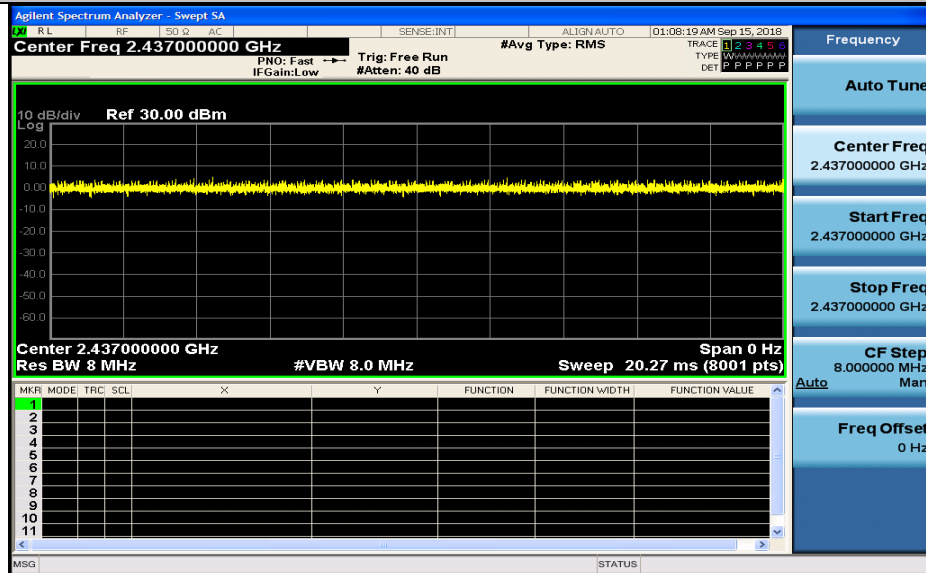 Agilent Spectrum Analyzer - Swept SA
LXI RL RF 50 Ω AC SENSE:INT ALIGN AUTO 01:08:19 AM Sep 15, 2018
Center Freq 2.437000000 GHz
PNO: Fast
IFGain:Low
Trig: Free Run
#Atten: 40 dB
#Avg Type: RMS
TRACE 1 2 3 4 5 6
TYPE WWWWWW
DET P P P P P P
10 dB/div Ref 30.00 dBm
Log
20.0
10.0
0.00
-10.0
-20.0
-30.0
-40.0
-50.0
-60.0
Center 2.437000000 GHz Span 0 Hz
Res BW 8 MHz #VBW 8.0 MHz Sweep 20.27 ms (8001 pts)
MKR MODE TRC SCL X Y FUNCTION FUNCTION WIDTH FUNCTION VALUE
1
2
3
4
5
6
7
8
9
10
11
MSG STATUS
Frequency
Auto Tune
Center Freq
2.437000000 GHz
Start Freq
2.437000000 GHz
Stop Freq
2.437000000 GHz
CF Step
8.000000 MHz
Auto Man
Freq Offset
0 Hz